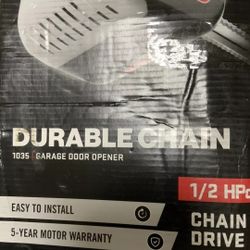 DURABLE CHAIN
1035 | GARAGE DOOR OPENER
1/2 HPc
EASY TO INSTALL
CHAIN
5-YEAR MOTOR WARRANTY
DRIVE